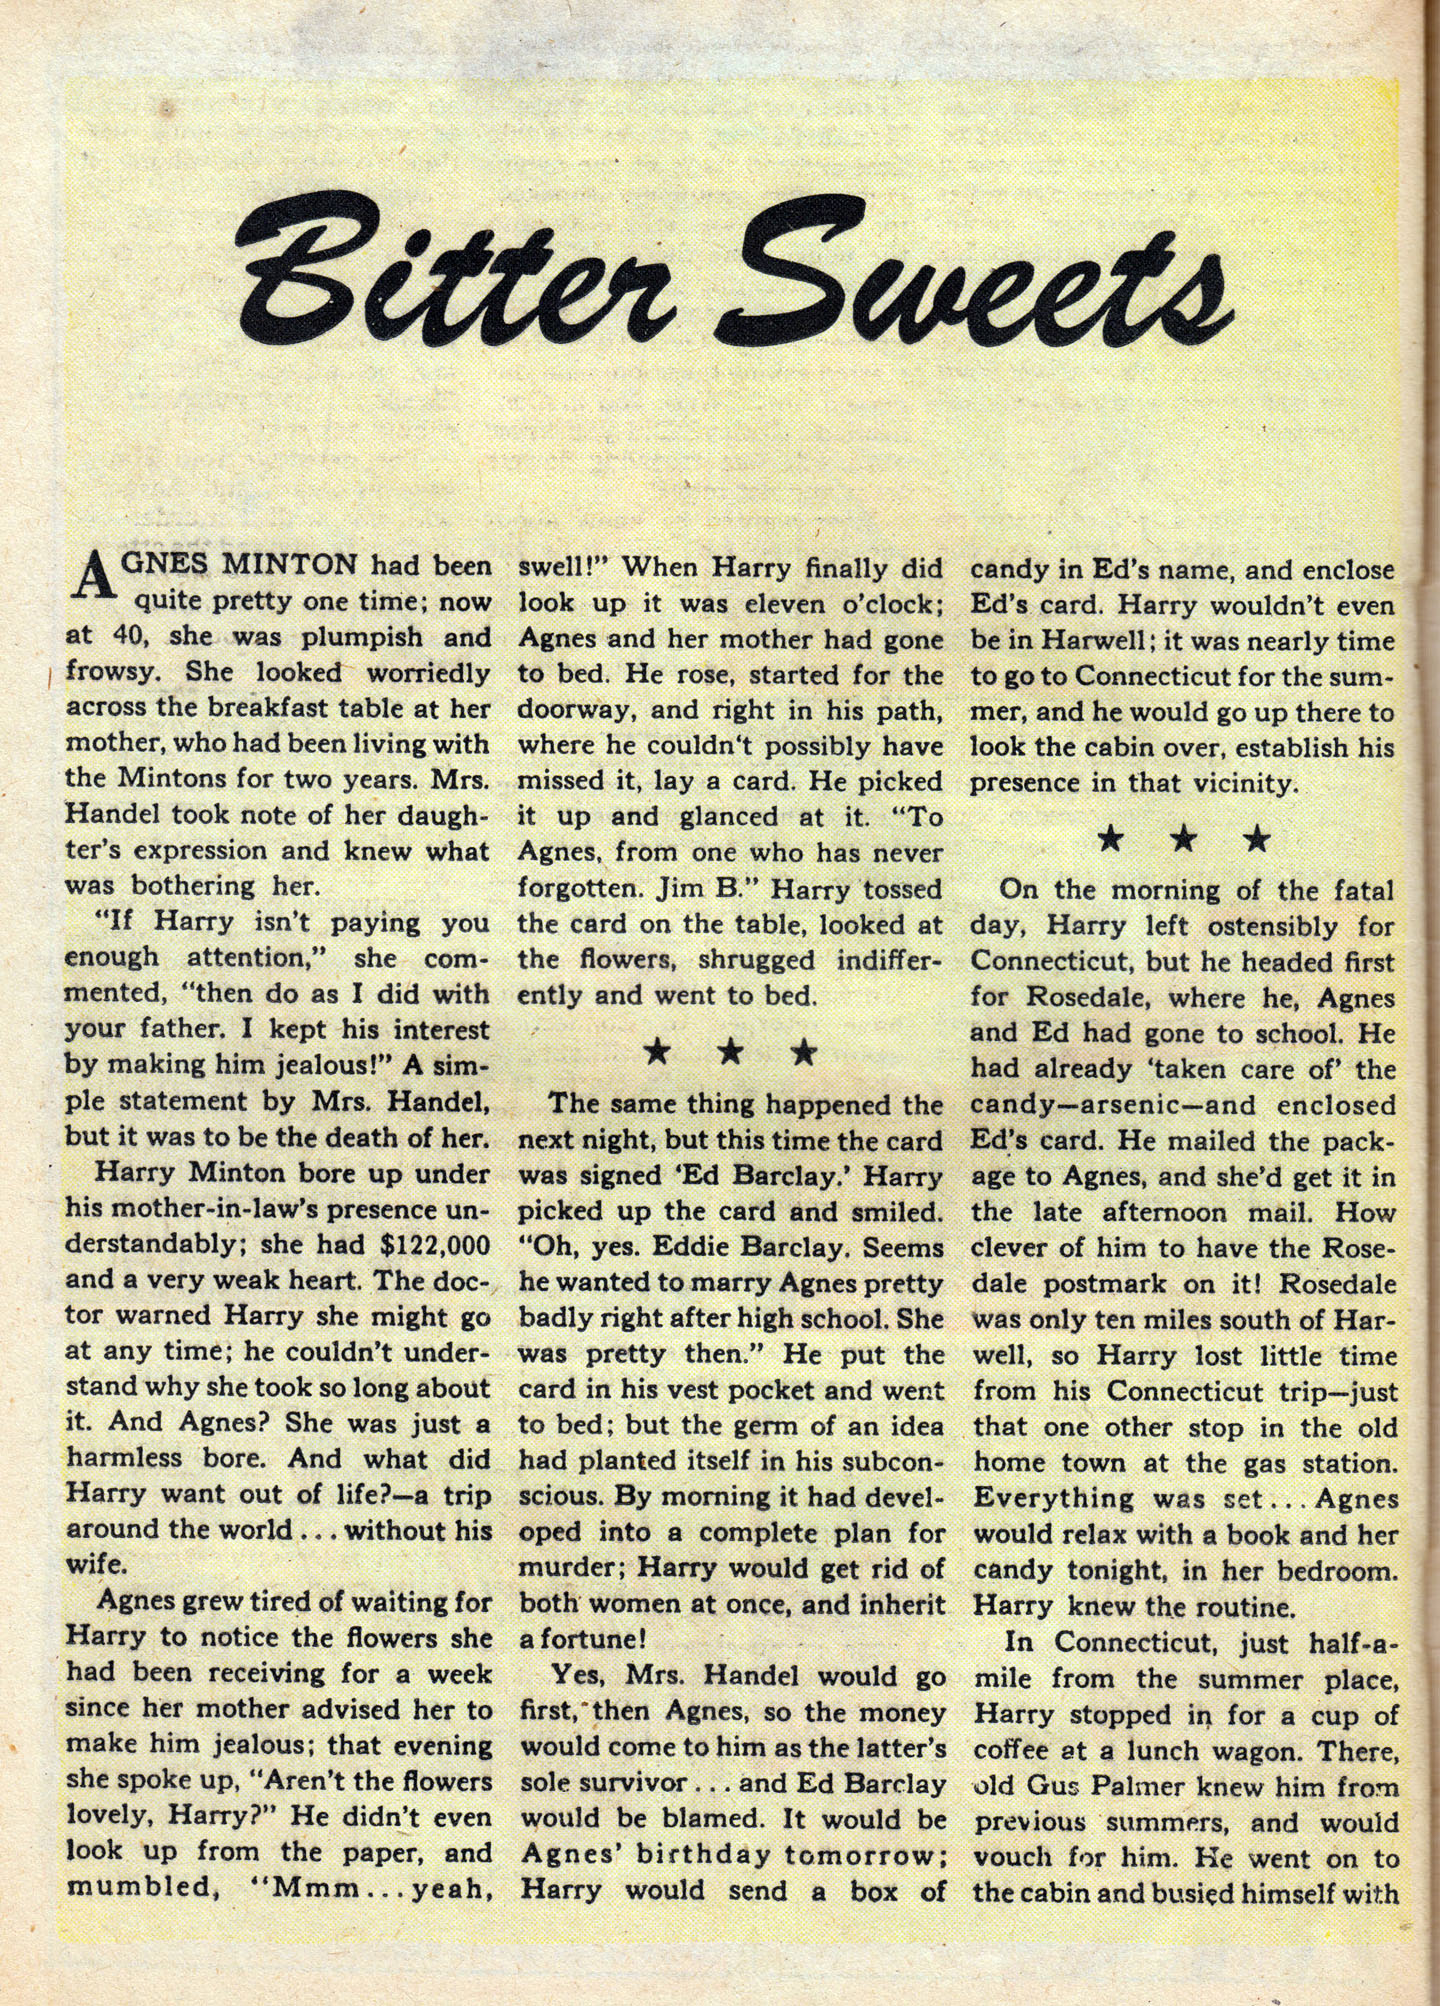 Bitter Sweets
AGNES MINTON had been
quite pretty one time; now
at 40, she was plumpish and
frowsy. She looked worriedly
across the breakfast table at her
mother, who had been living with
the Mintons for two years. Mrs.
Handel took note of her daugh-
ter's expression and knew what
was bothering her.
"If Harry isn't paying you
enough attention," she com-
mented, "then do as I did with
your father. I kept his interest
by making him jealous!" A sim-
ple statement by Mrs. Handel,
but it was to be the death of her.
Harry Minton bore up under
his mother-in-law's presence un-
derstandably; she had $122,000
and a very weak heart. The doc-
tor warned Harry she might go
at any time; he couldn't under-
stand why she took so long about
it. And Agnes? She was just a
harmless bore. And what did
Harry want out of life?—a trip
around the world...without his
wife.
Agnes grew tired of waiting for
Harry to notice the flowers she
had been receiving for a week
since her mother advised her to
make him jealous; that evening
she spoke up, "Aren't the flowers
lovely, Harry?" He didn't even
look up from the paper, and
mumbled, "Mmm...yeah,
swell!" When Harry finally did
look up it was eleven o'clock;
Agnes and her mother had gone
to bed. He rose, started for the
doorway, and right in his path,
where he couldn't possibly have
missed it, lay a card. He picked
it up and glanced at it. "To
Agnes, from one who has never
forgotten. Jim B." Harry tossed
the card on the table, looked at
the flowers, shrugged indiffer-
ently and went to bed.
★ ★ ★
The same thing happened the
next night, but this time the card
was signed 'Ed Barclay.' Harry
picked up the card and smiled.
"Oh, yes. Eddie Barclay. Seems
he wanted to marry Agnes pretty
badly right after high school. She
was pretty then." He put the
card in his vest pocket and went
to bed; but the germ of an idea
had planted itself in his subcon-
scious. By morning it had devel-
oped into a complete plan for
murder; Harry would get rid of
both women at once, and inherit
a fortune!
Yes, Mrs. Handel would go
first, then Agnes, so the money
would come to him as the latter's
sole survivor...and Ed Barclay
would be blamed. It would be
Agnes' birthday tomorrow;
Harry would send a box of
candy in Ed's name, and enclose
Ed's card. Harry wouldn't even
be in Harwell; it was nearly time
to go to Connecticut for the sum-
mer, and he would go up there to
look the cabin over, establish his
presence in that vicinity.
★ ★ ★
On the morning of the fatal
day, Harry left ostensibly for
Connecticut, but he headed first
for Rosedale, where he, Agnes
and Ed had gone to school. He
had already 'taken care of' the
candy—arsenic—and enclosed
Ed's card. He mailed the pack-
age to Agnes, and she'd get it in
the late afternoon mail. How
clever of him to have the Rose-
dale postmark on it! Rosedale
was only ten miles south of Har-
well, so Harry lost little time
from his Connecticut trip—just
that one other stop in the old
home town at the gas station.
Everything was set...Agnes
would relax with a book and her
candy tonight, in her bedroom.
Harry knew the routine.
In Connecticut, just half-a-
mile from the summer place,
Harry stopped in for a cup of
coffee at a lunch wagon. There,
old Gus Palmer knew him from
previous summers, and would
vouch for him. He went on to
the cabin and busied himself with